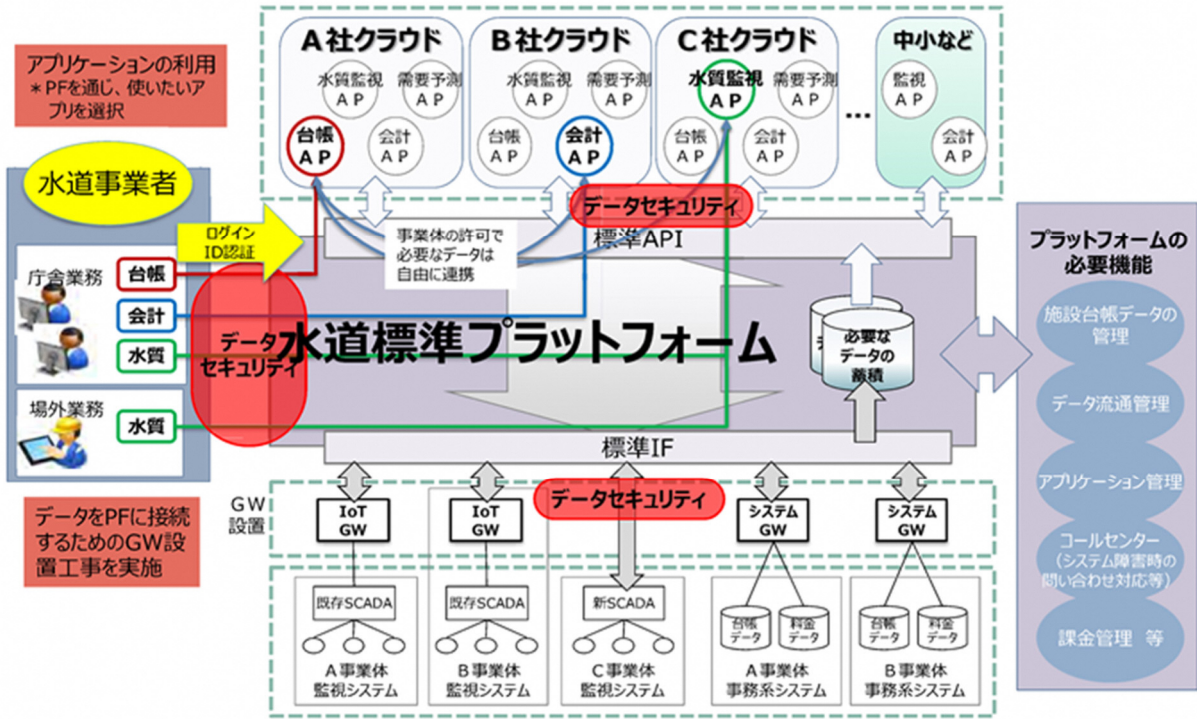 アプリケーションの利用
＊PFを通じ、使いたいア
プリを選択
A社クラウド
水質監視
AP
需要予測
AP
台帳
AP
会計
AP
B社クラウド
水質監視
AP
需要予測
AP
台帳
AP
会計
AP
C社クラウド
水質監視
AP
需要予測
AP
台帳
AP
会計
AP
…
中小など
監視
AP
会計
AP
水道事業者
ログイン
ID認証
庁舎業務
台帳
会計
水質
場外業務
水質
データ
セキュリティ
データセキュリティ
標準API
事業体の許可で
必要なデータは
自由に連携
水道標準プラットフォーム
必要な
データの
蓄積
標準IF
データをPFに接続
するためのGW設
置工事を実施
GW
設置
IoT
GW
IoT
GW
データセキュリティ
システム
GW
システム
GW
既存SCADA
A事業体
監視システム
既存SCADA
B事業体
監視システム
新SCADA
C事業体
監視システム
台帳
データ
料金
データ
A事業体
事務系システム
台帳
データ
料金
データ
B事業体
事務系システム
プラットフォームの
必要機能
施設台帳データの
管理
データ流通管理
アプリケーション管理
コールセンター
（システム障害時の
問い合わせ対応等）
課金管理　等